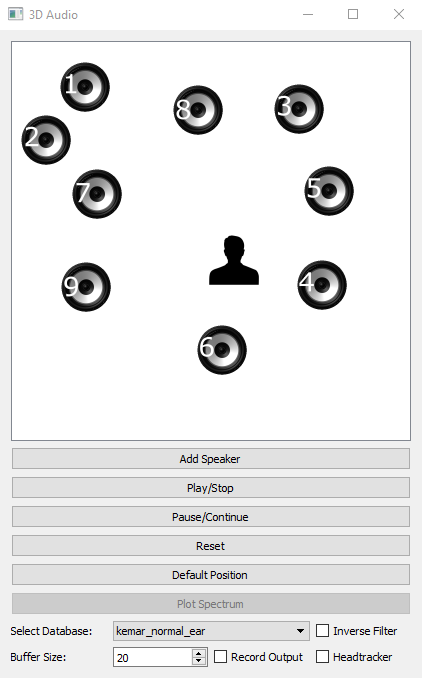 3D Audio
1
8
3
2
7
5
9
4
6
Add Speaker
Play/Stop
Pause/Continue
Reset
Default Position
Plot Spectrum
Select Database: kemar_normal_ear Inverse Filter
Buffer Size: 20 Record Output Headtracker